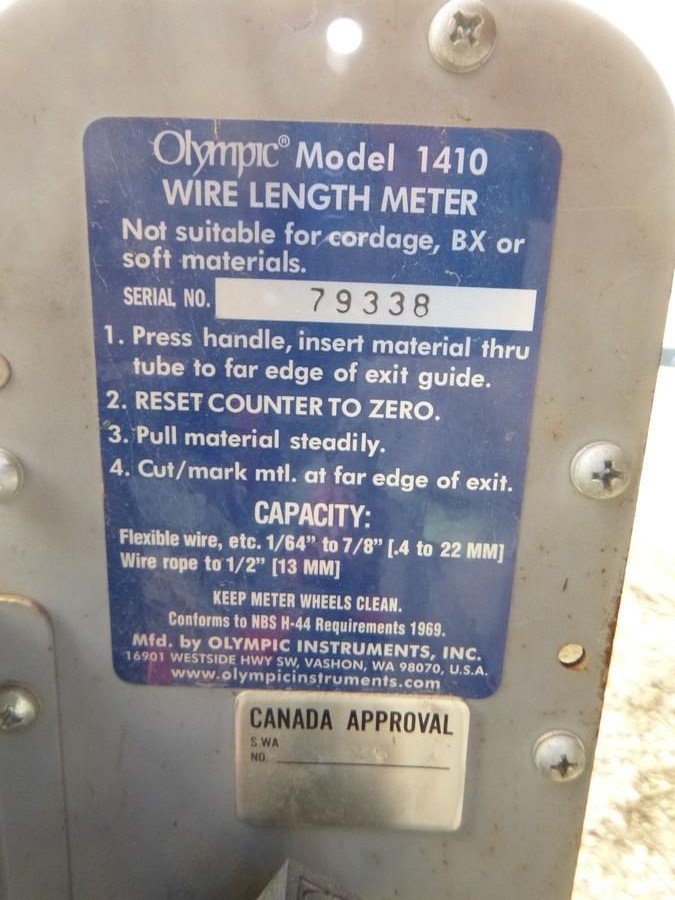 Olympic® Model 1410
WIRE LENGTH METER
Not suitable for cordage, BX or
soft materials.
SERIAL NO. 79338
1. Press handle, insert material thru
tube to far edge of exit guide.
2. RESET COUNTER TO ZERO.
3. Pull material steadily.
4. Cut/mark mtl. at far edge of exit.
CAPACITY:
Flexible wire, etc. 1/64” to 7/8” [.4 to 22 MM]
Wire rope to 1/2” [13 MM]
KEEP METER WHEELS CLEAN.
Conforms to NBS H-44 Requirements 1969.
Mfd. by OLYMPIC INSTRUMENTS, INC.
16901 WESTSIDE HWY SW, VASHON, WA 98070, U.S.A.
www.olympicinstruments.com
CANADA APPROVAL
S.WA
NO.